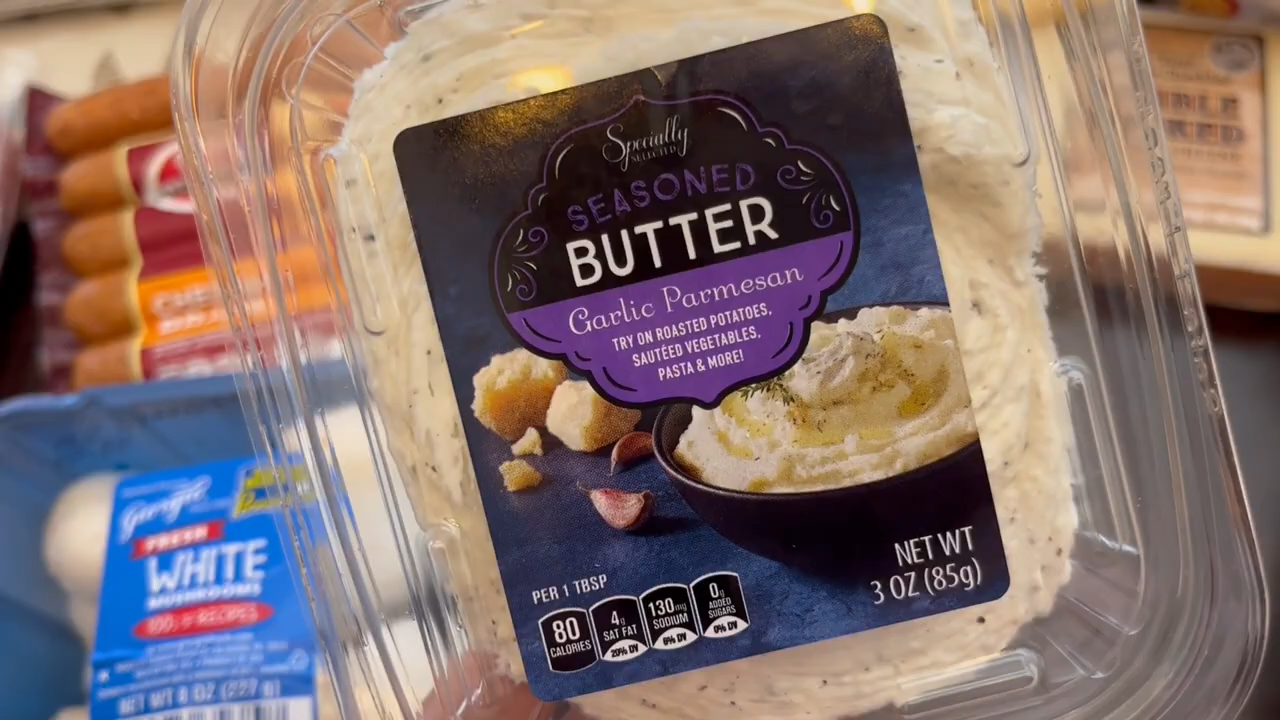 Specially
SELECTED
SEASONED
BUTTER
Garlic Parmesan
TRY ON ROASTED POTATOES,
SAUTÉED VEGETABLES,
PASTA & MORE!
NET WT
3 OZ (85g)
PER 1 TBSP
80
CALORIES
4g
SAT FAT
20% DV
130mg
SODIUM
6% DV
0g
ADDED
SUGARS
0% DV
FRESH
WHITE
MUSHROOMS
NET WT 8 OZ (227 g)